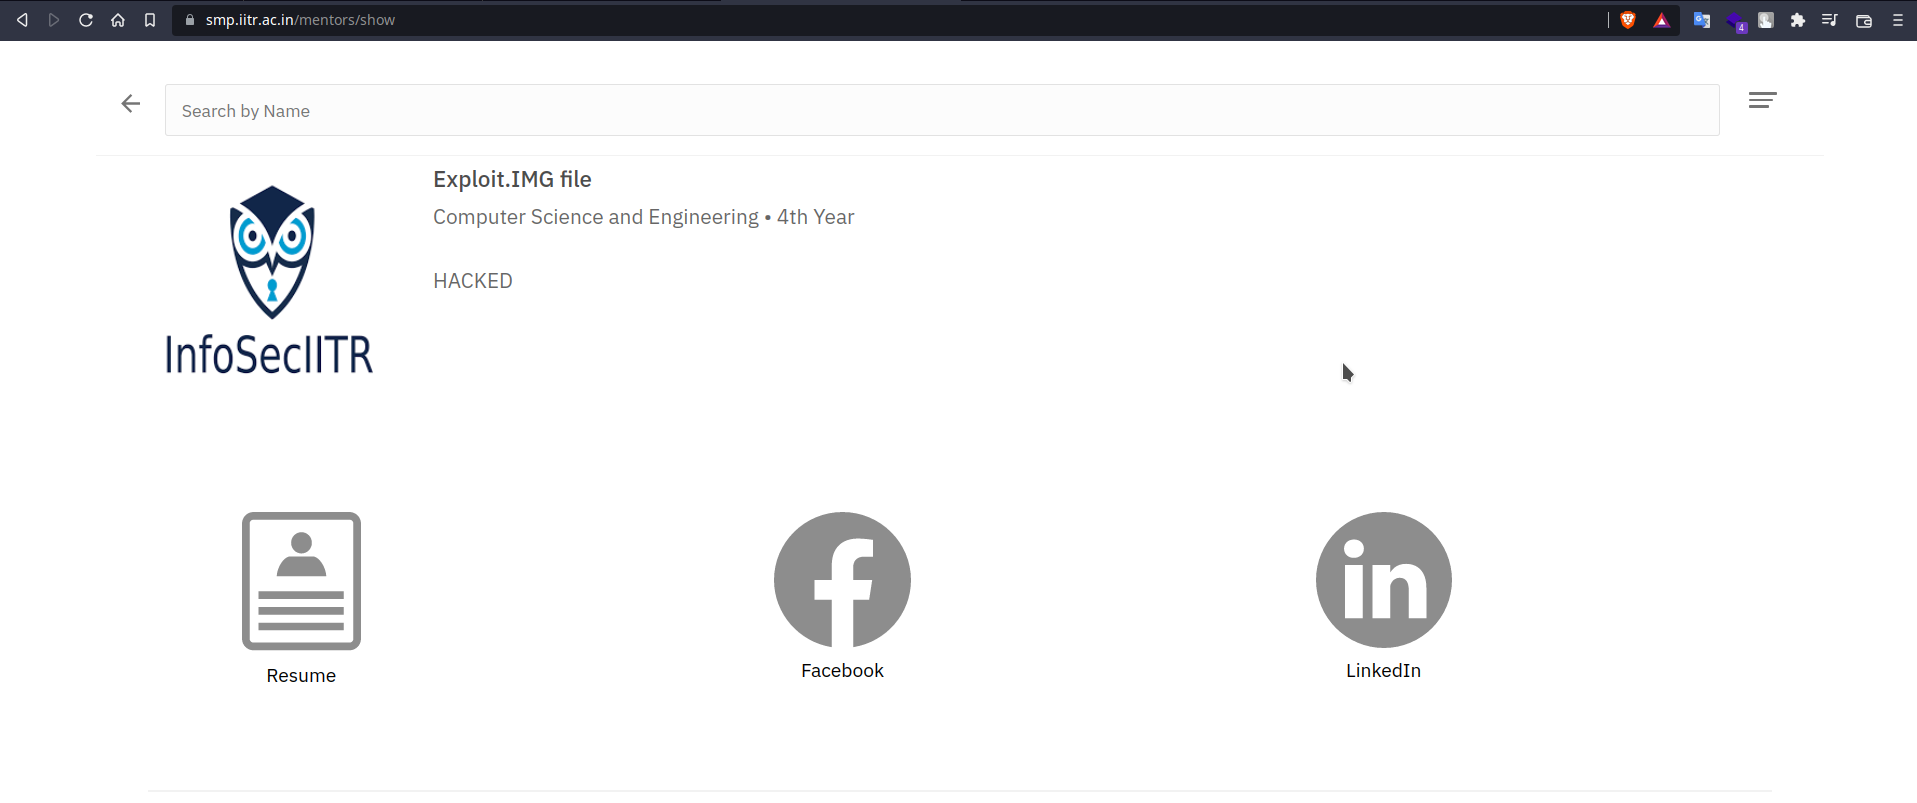 smp.iitr.ac.in/mentors/show
4
Search by Name
Exploit.IMG file
Computer Science and Engineering • 4th Year
HACKED
InfoSecIITR
Resume
Facebook
LinkedIn